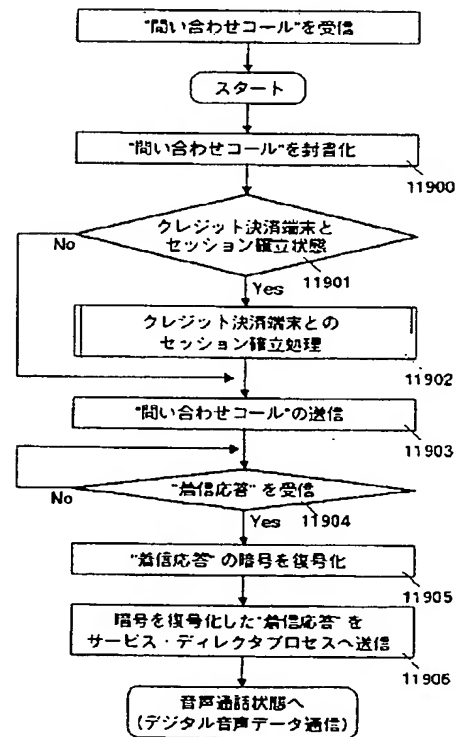 "問い合わせコール"を受信
スタート
"問い合わせコール"を封書化
11900
クレジット決済端末と
セッション確立状態
No
11901
Yes
クレジット決済端末との
セッション確立処理
11902
"問い合わせコール"の送信
11903
"着信応答" を受信
No
11904
Yes
"着信応答" の暗号を復号化
11905
暗号を復号化した"着信応答"を
サービス・ディレクタプロセスへ送信
11906
音声通話状態へ
(デジタル音声データ通信)